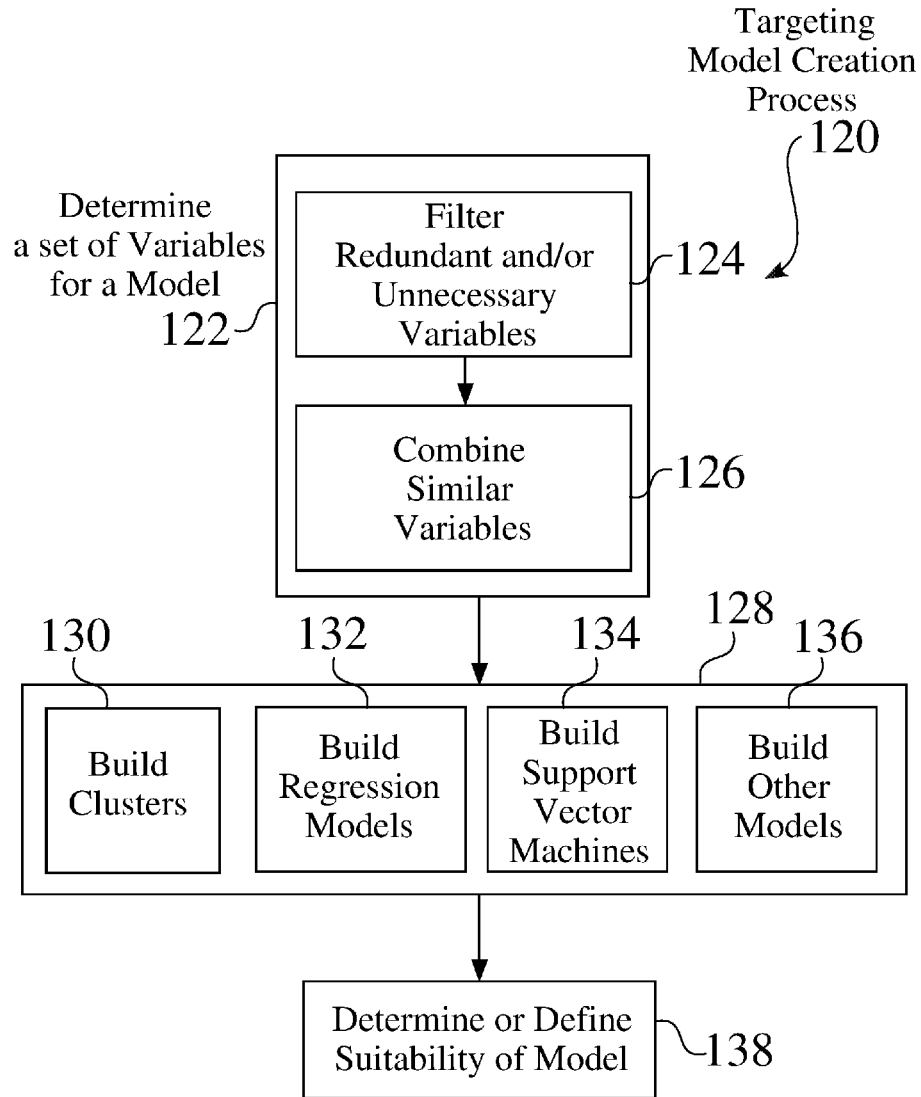 Targeting
Model Creation
Process
120
Determine
a set of Variables
for a Model
122
Filter
Redundant and/or
Unnecessary
Variables
124
Combine
Similar
Variables
126
128
130
132
134
136
Build
Clusters
Build
Regression
Models
Build
Support
Vector
Machines
Build
Other
Models
Determine or Define
Suitability of Model
138